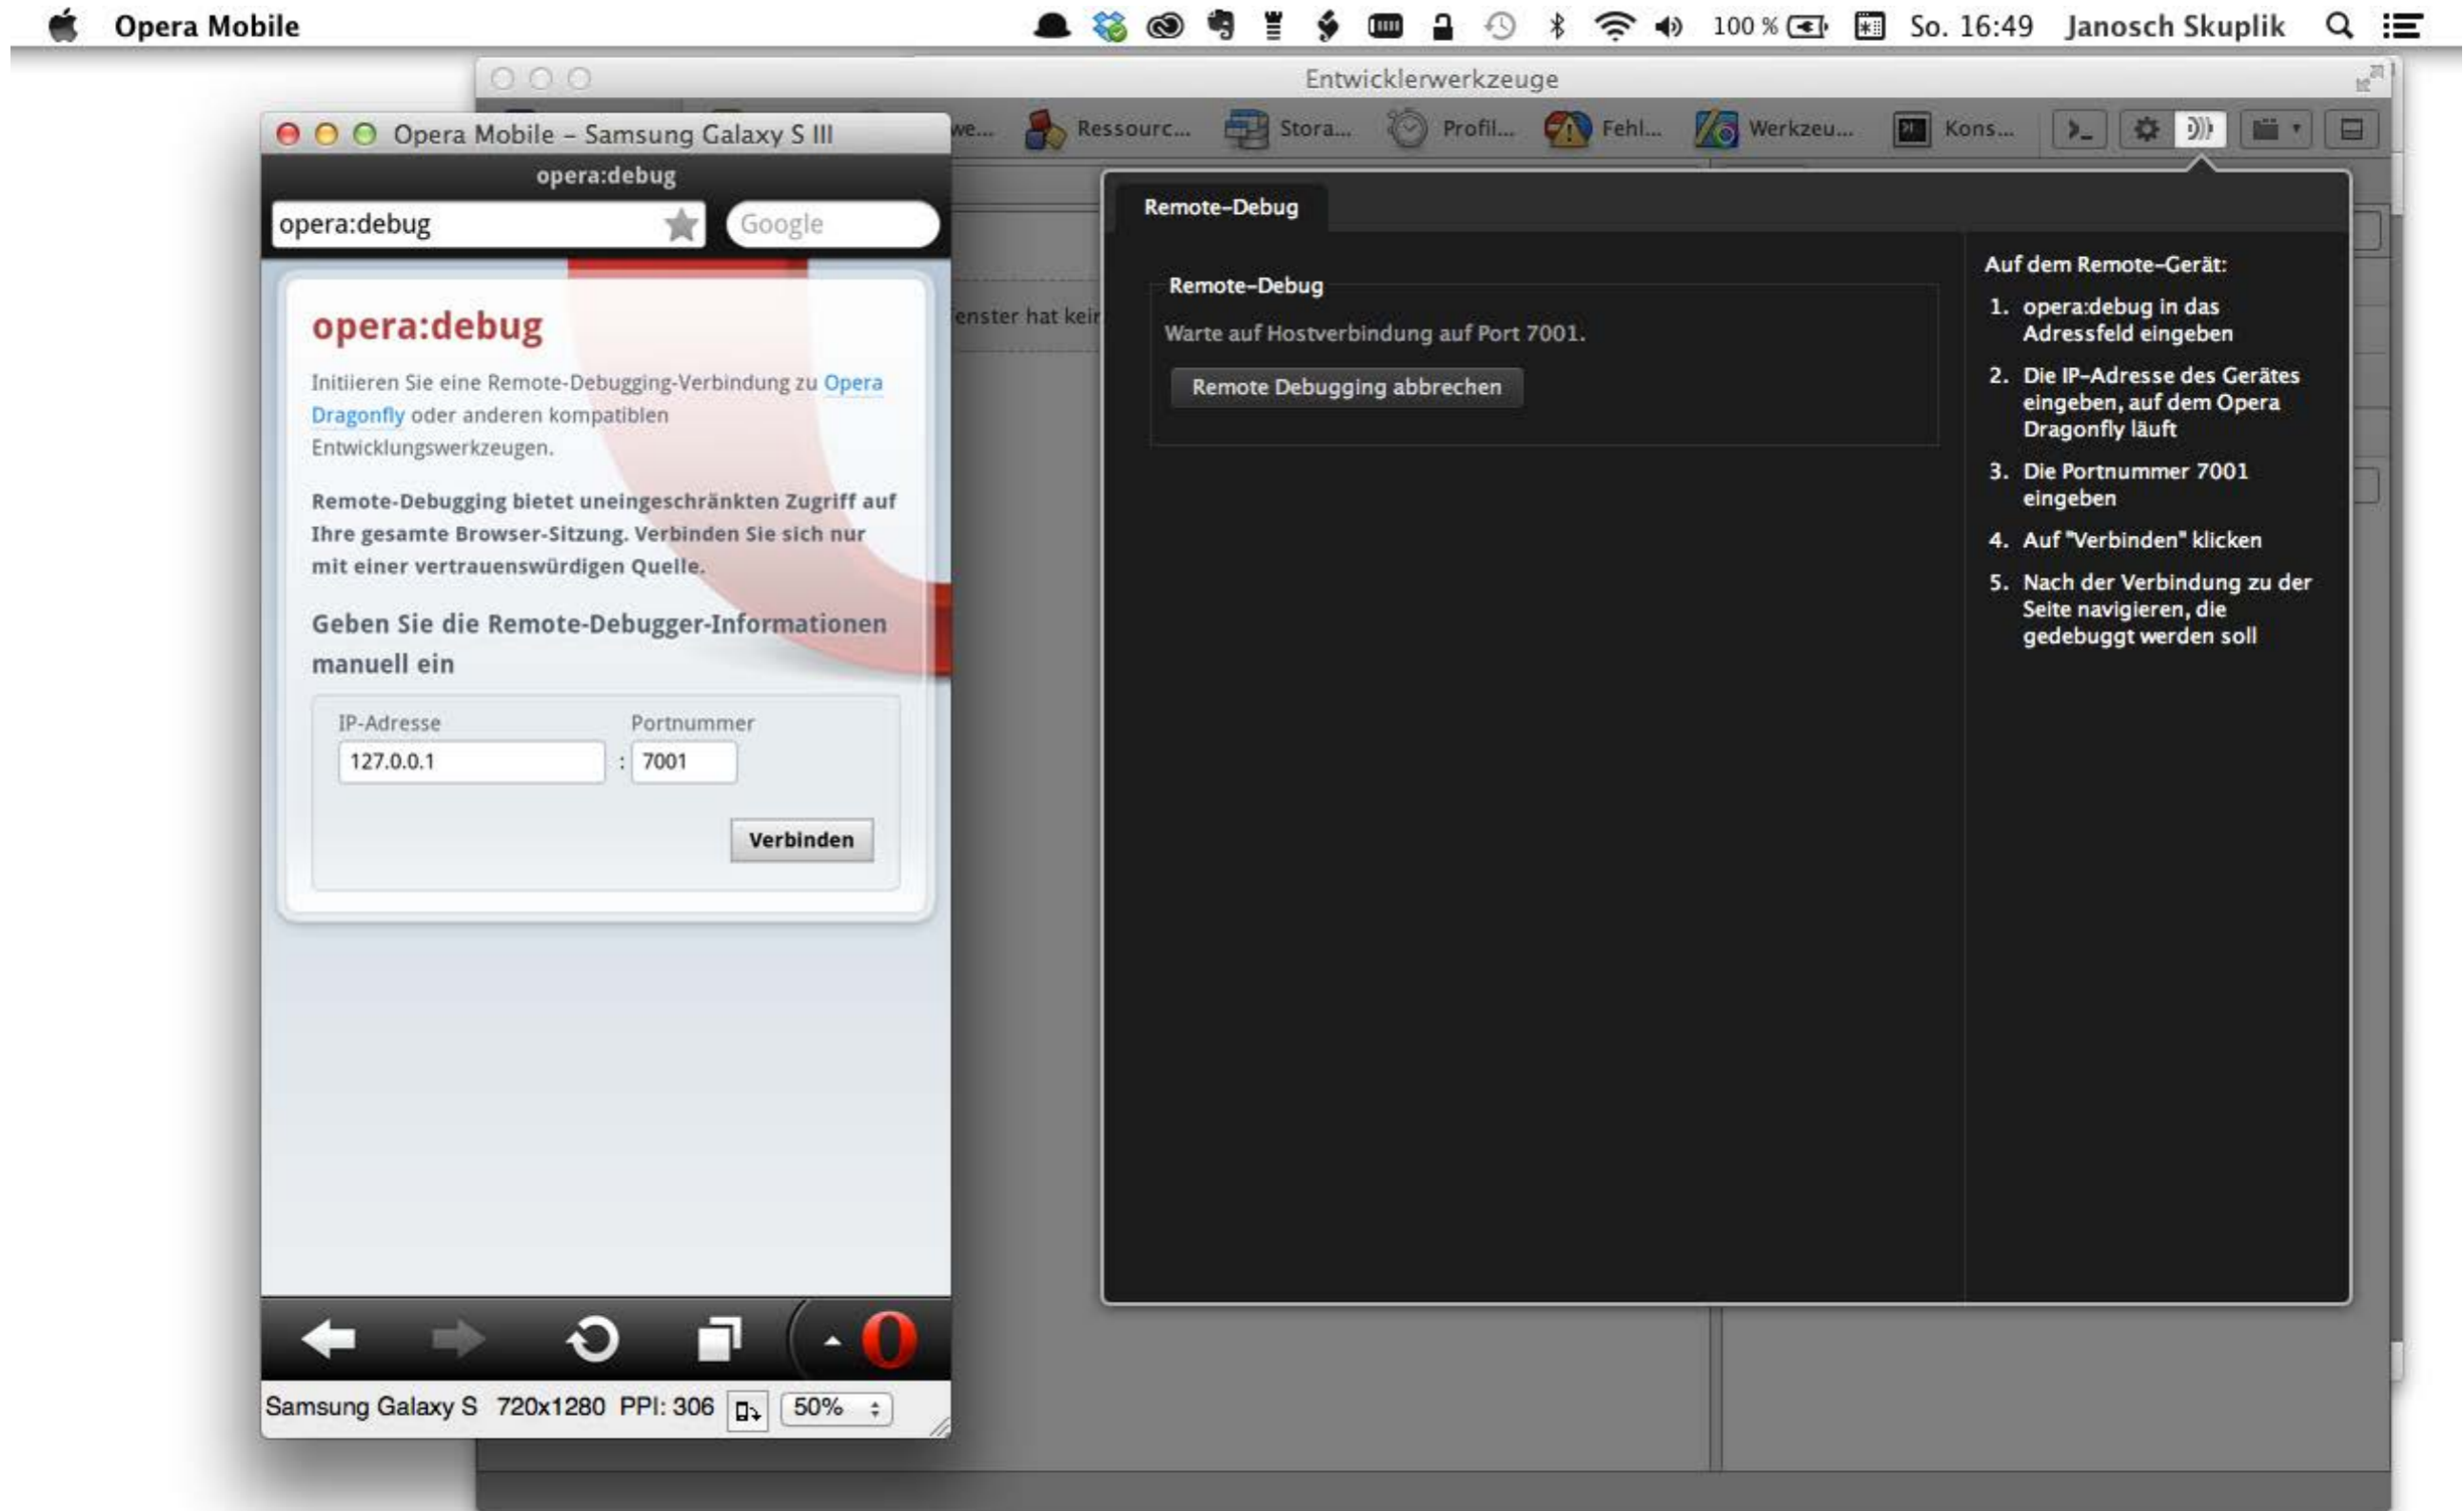 Opera Mobile
100 %
So. 16:49
Janosch Skuplik
Entwicklerwerkzeuge
we...
Ressourc...
Stora...
Profil...
Fehl...
Werkzeu...
Kons...
Opera Mobile – Samsung Galaxy S III
opera:debug
opera:debug
Google
opera:debug
Initiieren Sie eine Remote-Debugging-Verbindung zu Opera
Dragonfly oder anderen kompatiblen
Entwicklungswerkzeugen.
Remote-Debugging bietet uneingeschränkten Zugriff auf
Ihre gesamte Browser-Sitzung. Verbinden Sie sich nur
mit einer vertrauenswürdigen Quelle.
Geben Sie die Remote-Debugger-Informationen
manuell ein
IP-Adresse
Portnummer
127.0.0.1 : 7001
Verbinden
Samsung Galaxy S 720x1280 PPI: 306
50%
enster hat kein
Remote-Debug
Remote-Debug
Warte auf Hostverbindung auf Port 7001.
Remote Debugging abbrechen
Auf dem Remote-Gerät:
1. opera:debug in das
Adressfeld eingeben
2. Die IP-Adresse des Gerätes
eingeben, auf dem Opera
Dragonfly läuft
3. Die Portnummer 7001
eingeben
4. Auf "Verbinden" klicken
5. Nach der Verbindung zu der
Seite navigieren, die
gedebuggt werden soll